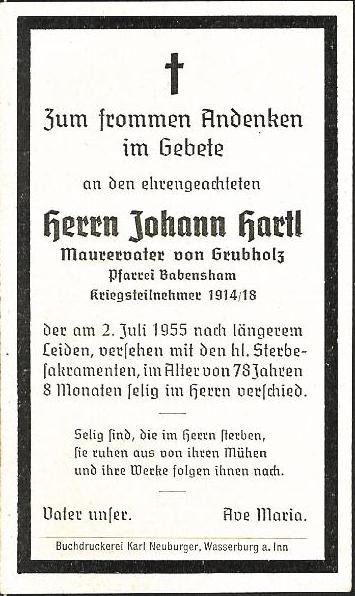 Zum frommen Andenken
im Gebete
an den ehrengeachteten
Herrn Johann Hartl
Maurervater von Grubholz
Pfarrei Babensham
Kriegsteilnehmer 1914/18
der am 2. Juli 1955 nach längerem
Leiden, versehen mit den hl. Sterbe-
sakramenten, im Alter von 78 Jahren
8 Monaten selig im Herrn verschied.
Selig sind, die im Herrn sterben,
sie ruhen aus von ihren Mühen
und ihre Werke folgen ihnen nach.
Vater unser. Ave Maria.
Buchdruckerei Karl Neuburger, Wasserburg a. Inn